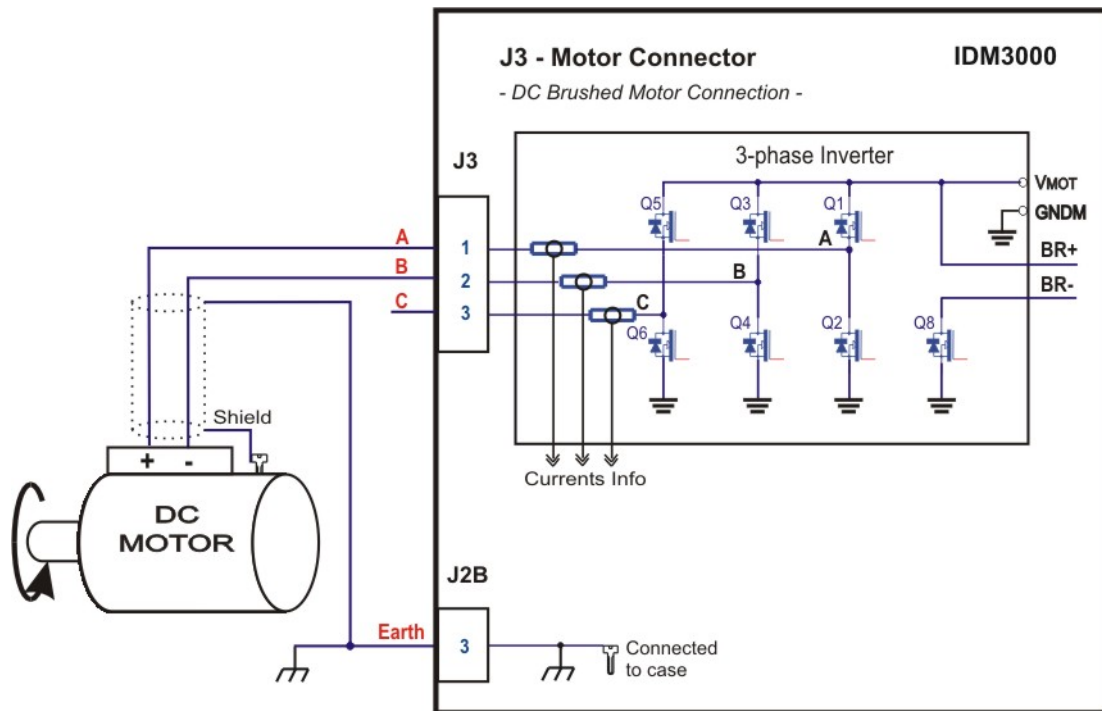 J3 - Motor Connector
IDM3000
- DC Brushed Motor Connection -
J3
3-phase Inverter
VMOT
GNDM
BR+
BR-
Q5
Q3
Q1
A
B
C
1
2
3
A
B
C
Q6
Q4
Q2
Q8
Shield
Currents Info
+
-
DC
MOTOR
J2B
Earth
3
Connected
to case